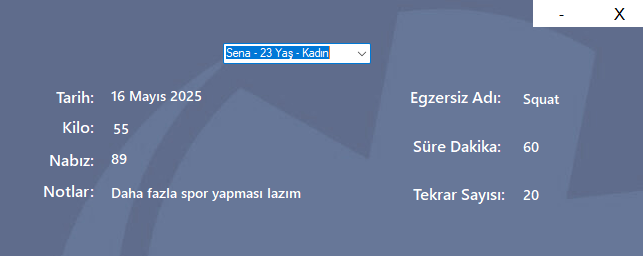 - X
Sena - 23 Yaş - Kadın
Tarih: 16 Mayıs 2025
Kilo: 55
Nabız: 89
Notlar: Daha fazla spor yapması lazım
Egzersiz Adı: Squat
Süre Dakika: 60
Tekrar Sayısı: 20